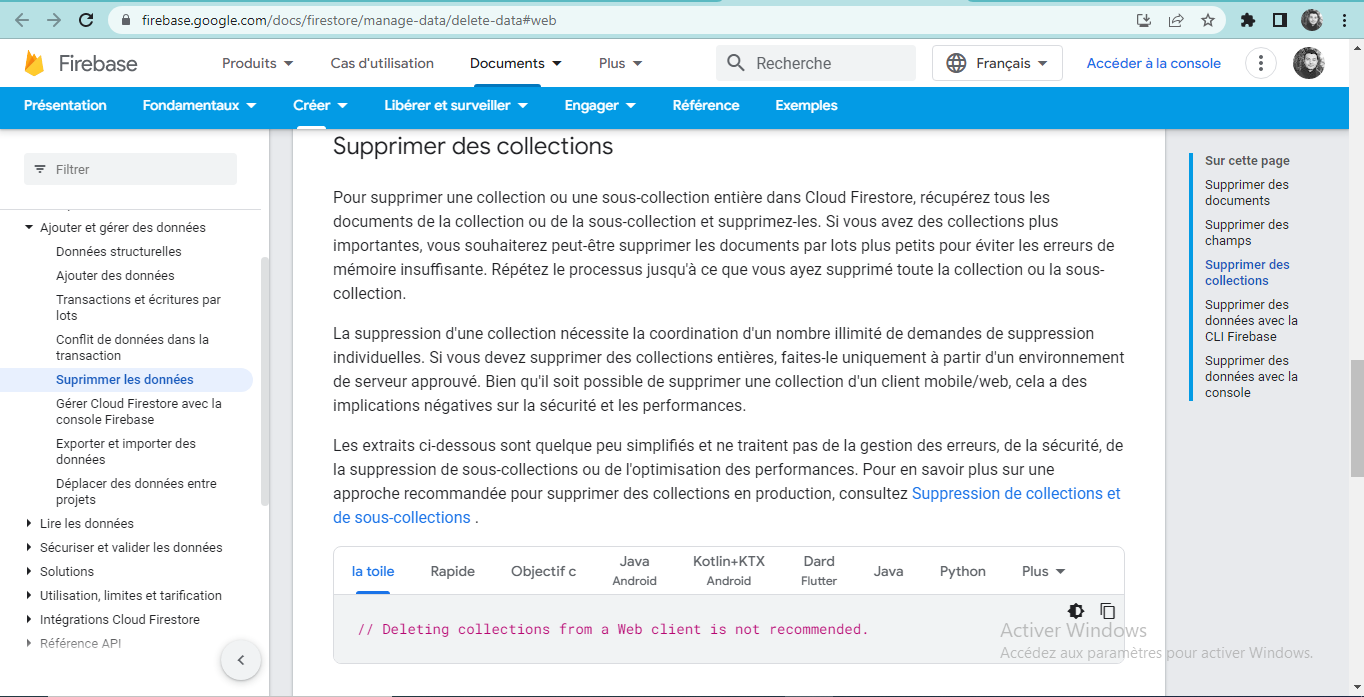 firebase.google.com/docs/firestore/manage-data/delete-data#web
Firebase
Produits
Cas d'utilisation
Documents
Plus
Recherche
Français
Accéder à la console
Présentation
Fondamentaux
Créer
Libérer et surveiller
Engager
Référence
Exemples
Filtrer
Ajouter et gérer des données
Données structurelles
Ajouter des données
Transactions et écritures par
lots
Conflit de données dans la
transaction
Suprimmer les données
Gérer Cloud Firestore avec la
console Firebase
Exporter et importer des
données
Déplacer des données entre
projets
Lire les données
Sécuriser et valider les données
Solutions
Utilisation, limites et tarification
Intégrations Cloud Firestore
Référence API
Supprimer des collections
Pour supprimer une collection ou une sous-collection entière dans Cloud Firestore, récupérez tous les
documents de la collection ou de la sous-collection et supprimez-les. Si vous avez des collections plus
importantes, vous souhaiterez peut-être supprimer les documents par lots plus petits pour éviter les erreurs de
mémoire insuffisante. Répétez le processus jusqu'à ce que vous ayez supprimé toute la collection ou la sous-
collection.
La suppression d'une collection nécessite la coordination d'un nombre illimité de demandes de suppression
individuelles. Si vous devez supprimer des collections entières, faites-le uniquement à partir d'un environnement
de serveur approuvé. Bien qu'il soit possible de supprimer une collection d'un client mobile/web, cela a des
implications négatives sur la sécurité et les performances.
Les extraits ci-dessous sont quelque peu simplifiés et ne traitent pas de la gestion des erreurs, de la sécurité, de
la suppression de sous-collections ou de l'optimisation des performances. Pour en savoir plus sur une
approche recommandée pour supprimer des collections en production, consultez Suppression de collections et
de sous-collections .
la toile
Rapide
Objectif c
Java
Android
Kotlin+KTX
Android
Dard
Flutter
Java
Python
Plus
// Deleting collections from a Web client is not recommended.
Sur cette page
Supprimer des
documents
Supprimer des
champs
Supprimer des
collections
Supprimer des
données avec la
CLI Firebase
Supprimer des
données avec la
console
Activer Windows
Accédez aux paramètres pour activer Windows.